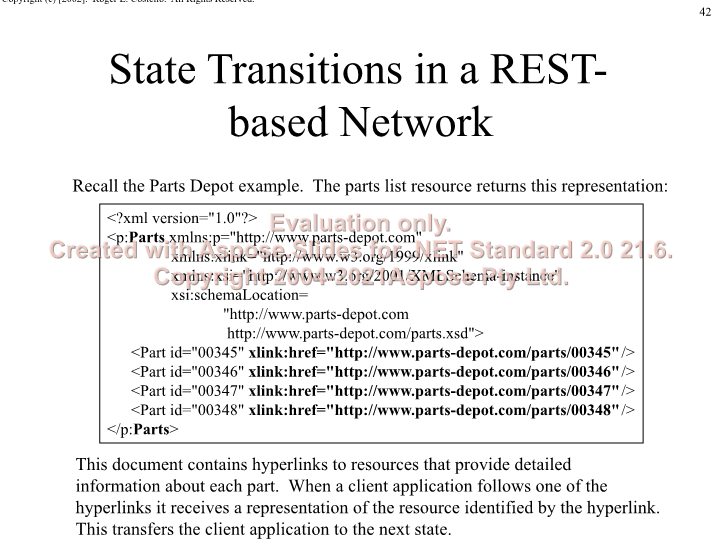 Copyright (c) [2002]. Roger L. Costello. All Rights Reserved.
42
State Transitions in a REST-
based Network
Recall the Parts Depot example. The parts list resource returns this representation:
<?xml version="1.0"?>
<p:Parts xmlns:p="http://www.parts-depot.com"
xmlns:xlink="http://www.w3.org/1999/xlink"
xmlns:xsi="http://www.w3.org/2001/XMLSchema-instance"
xsi:schemaLocation=
"http://www.parts-depot.com
http://www.parts-depot.com/parts.xsd">
<Part id="00345" xlink:href="http://www.parts-depot.com/parts/00345"/>
<Part id="00346" xlink:href="http://www.parts-depot.com/parts/00346"/>
<Part id="00347" xlink:href="http://www.parts-depot.com/parts/00347"/>
<Part id="00348" xlink:href="http://www.parts-depot.com/parts/00348"/>
</p:Parts>
Evaluation only.
Created with Aspose.Slides for .NET Standard 2.0 21.6.
Copyright 2004-2021Aspose Pty Ltd.
This document contains hyperlinks to resources that provide detailed
information about each part. When a client application follows one of the
hyperlinks it receives a representation of the resource identified by the hyperlink.
This transfers the client application to the next state.